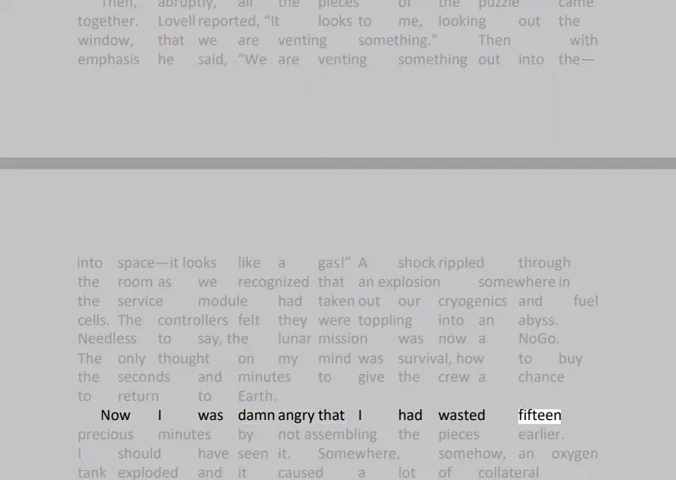 Then, abruptly, all the pieces of the puzzle came
together. Lovell reported, “It looks to me, looking out the
window, that we are venting something.” Then with
emphasis he said, “We are venting something out into the—
into space—it looks like a gas!” A shock rippled through
the room as we recognized that an explosion somewhere in
the service module had taken out our cryogenics and fuel
cells. The controllers felt they were toppling into an abyss.
Needless to say, the lunar mission was now a NoGo.
The only thought on my mind was survival, how to buy
the seconds and minutes to give the crew a chance
to return to Earth.
Now I was damn angry that I had wasted fifteen
precious minutes by not assembling the pieces earlier.
I should have seen it. Somewhere, somehow, an oxygen
tank exploded and it caused a lot of collateral